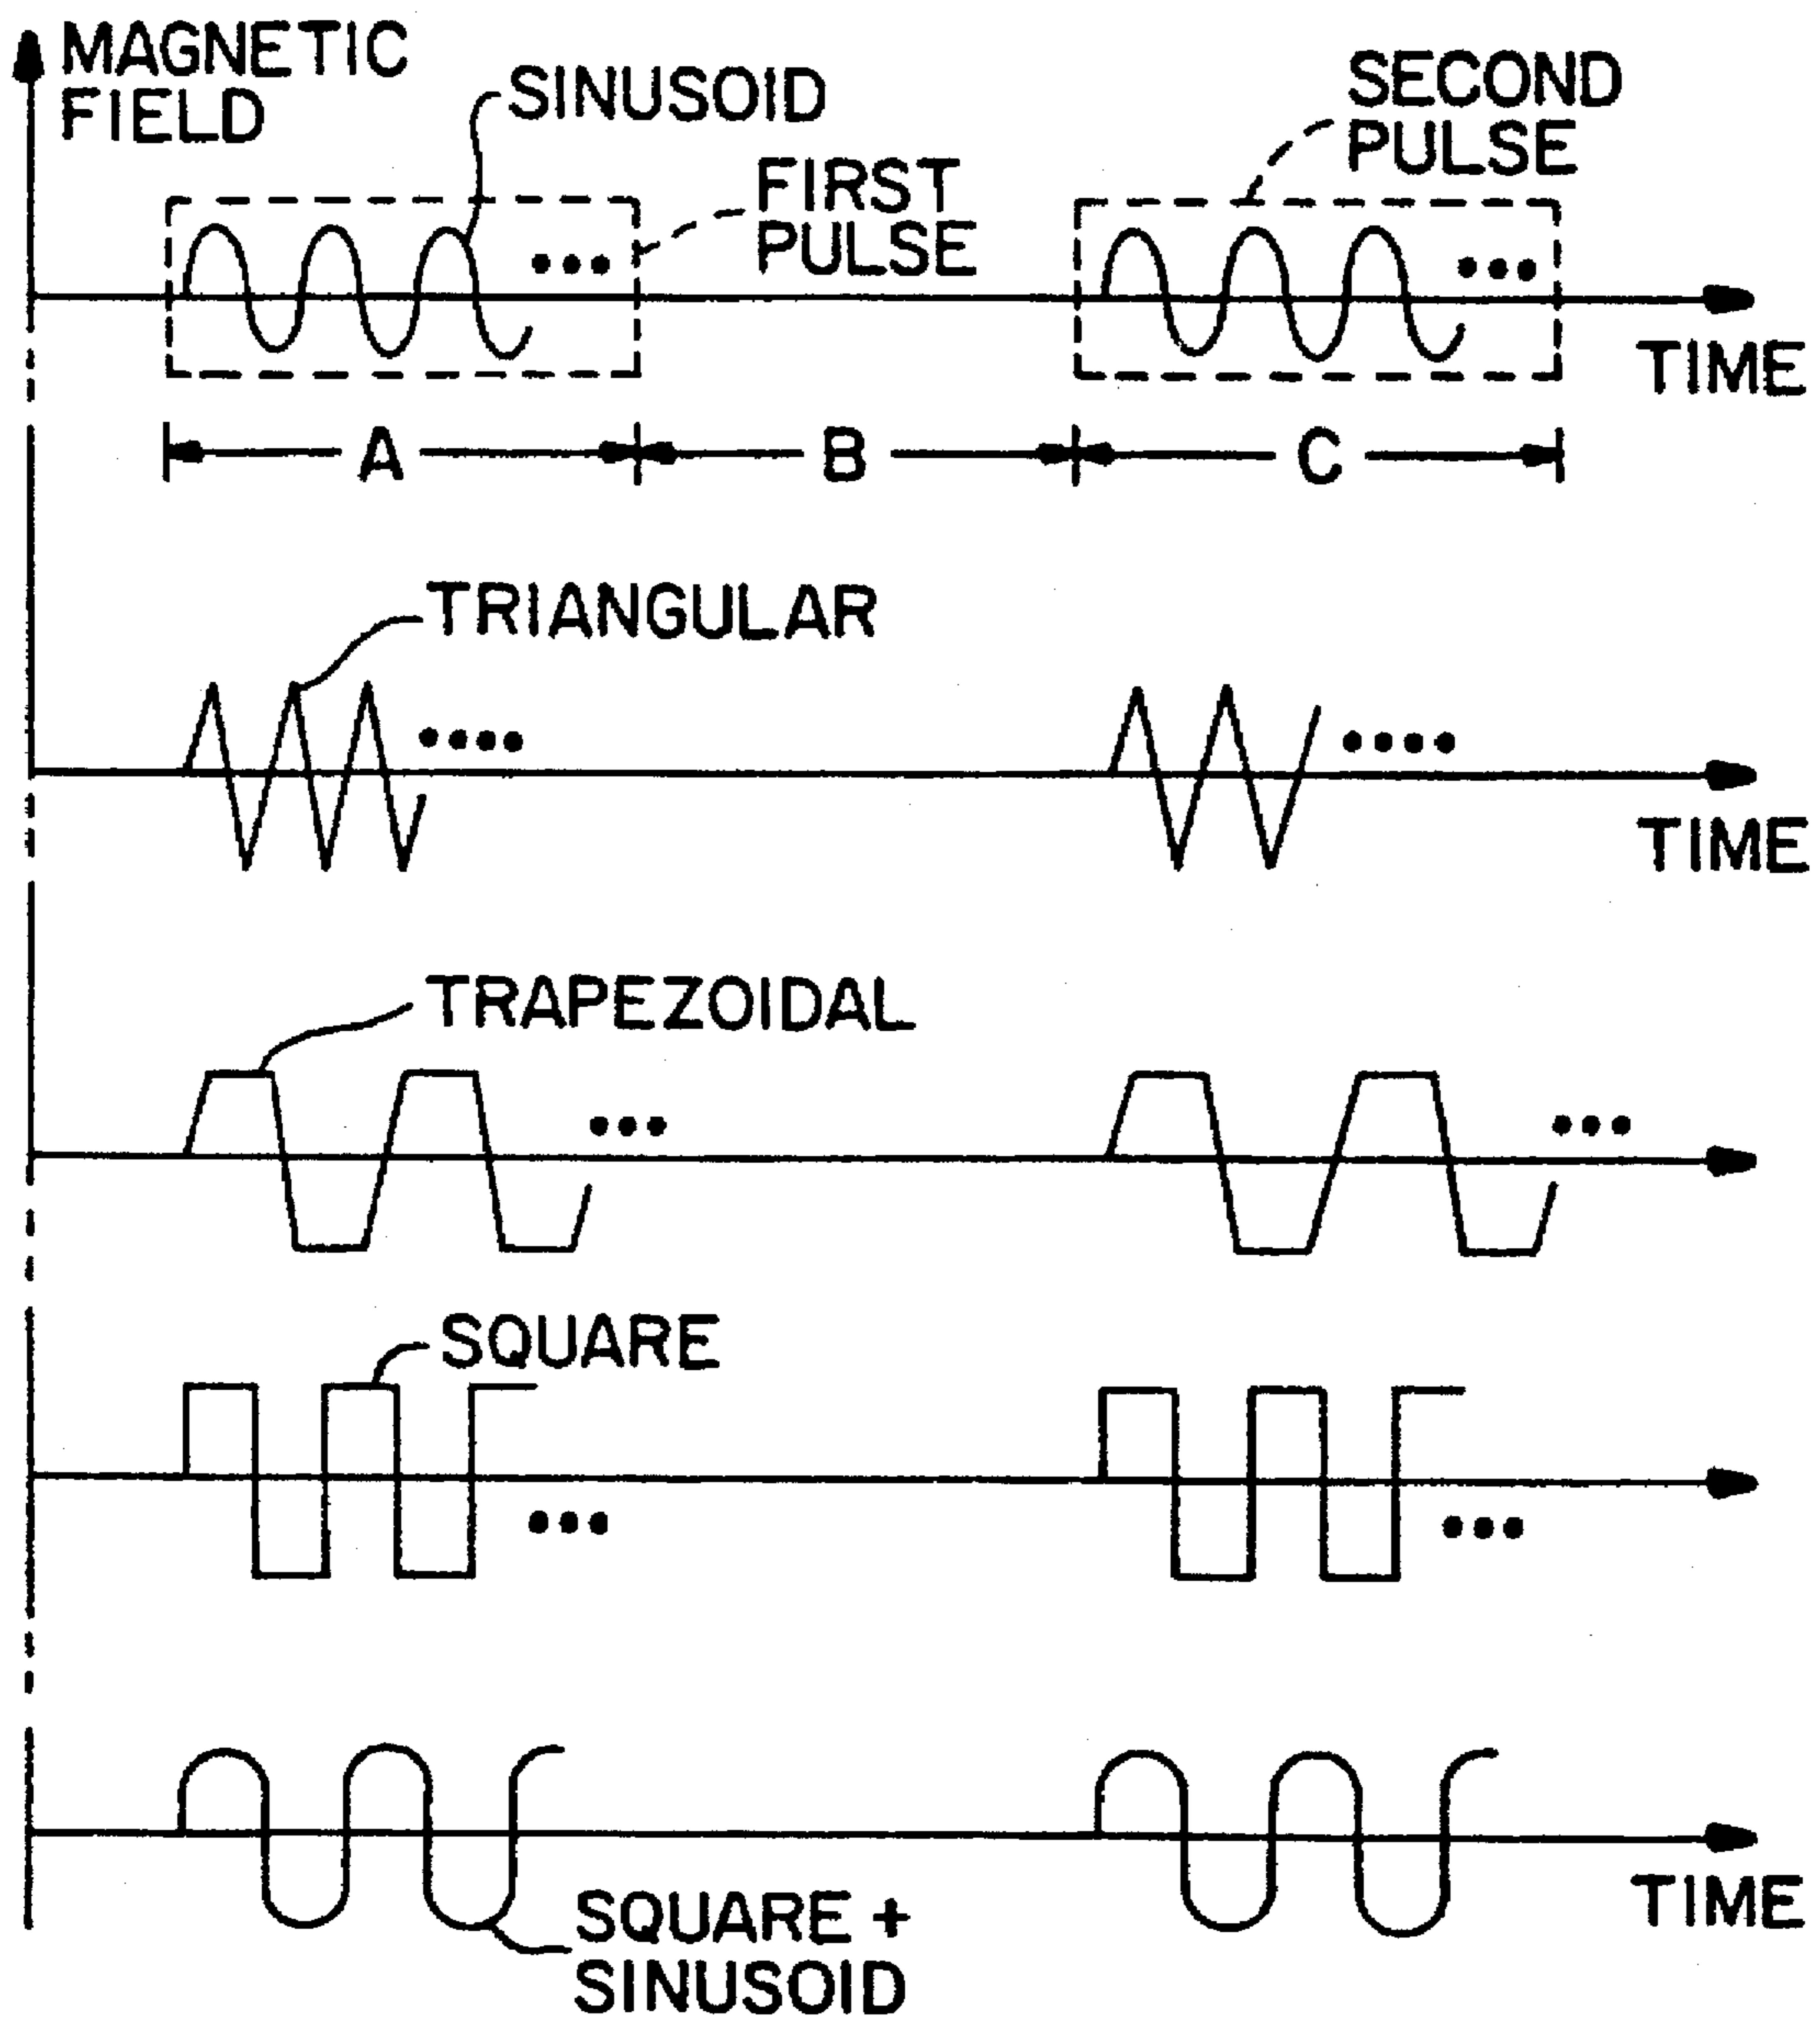 MAGNETIC
FIELD
SINUSOID
FIRST
PULSE
SECOND
PULSE
TIME
A
B
C
TRIANGULAR
TIME
TRAPEZOIDAL
SQUARE
TIME
SQUARE +
SINUSOID